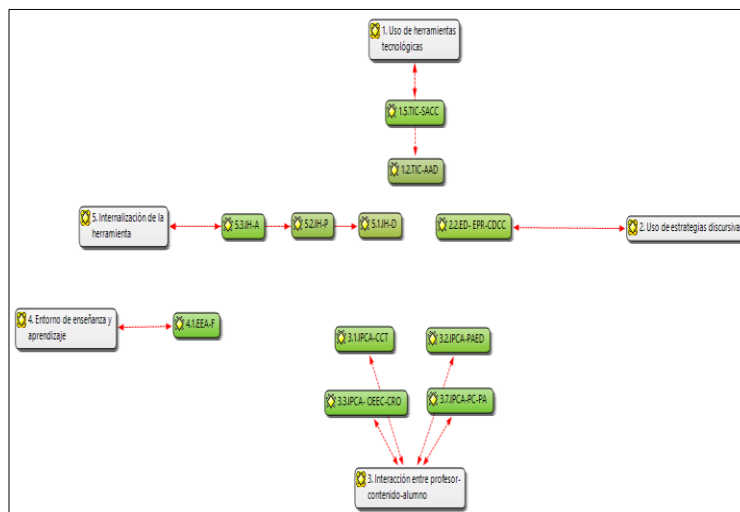 1. Uso de herramientas
tecnológicas
1.5.TIC-SACC
1.2.TIC-AAD
5. Internalización de la
herramienta
5.3.IH-A
5.2.IH-P
5.1.IH-D
2.2.ED- EPR-CDCC
2. Uso de estrategias discursiva
4. Entorno de enseñanza y
aprendizaje
4.1.EEA-F
3.1.IPCA-CCT
3.2.IPCA-PAED
3.3.IPCA- OEEC-CRO
3.7.IPCA-PC-PA
3. Interacción entre profesor-
contenido-alumno